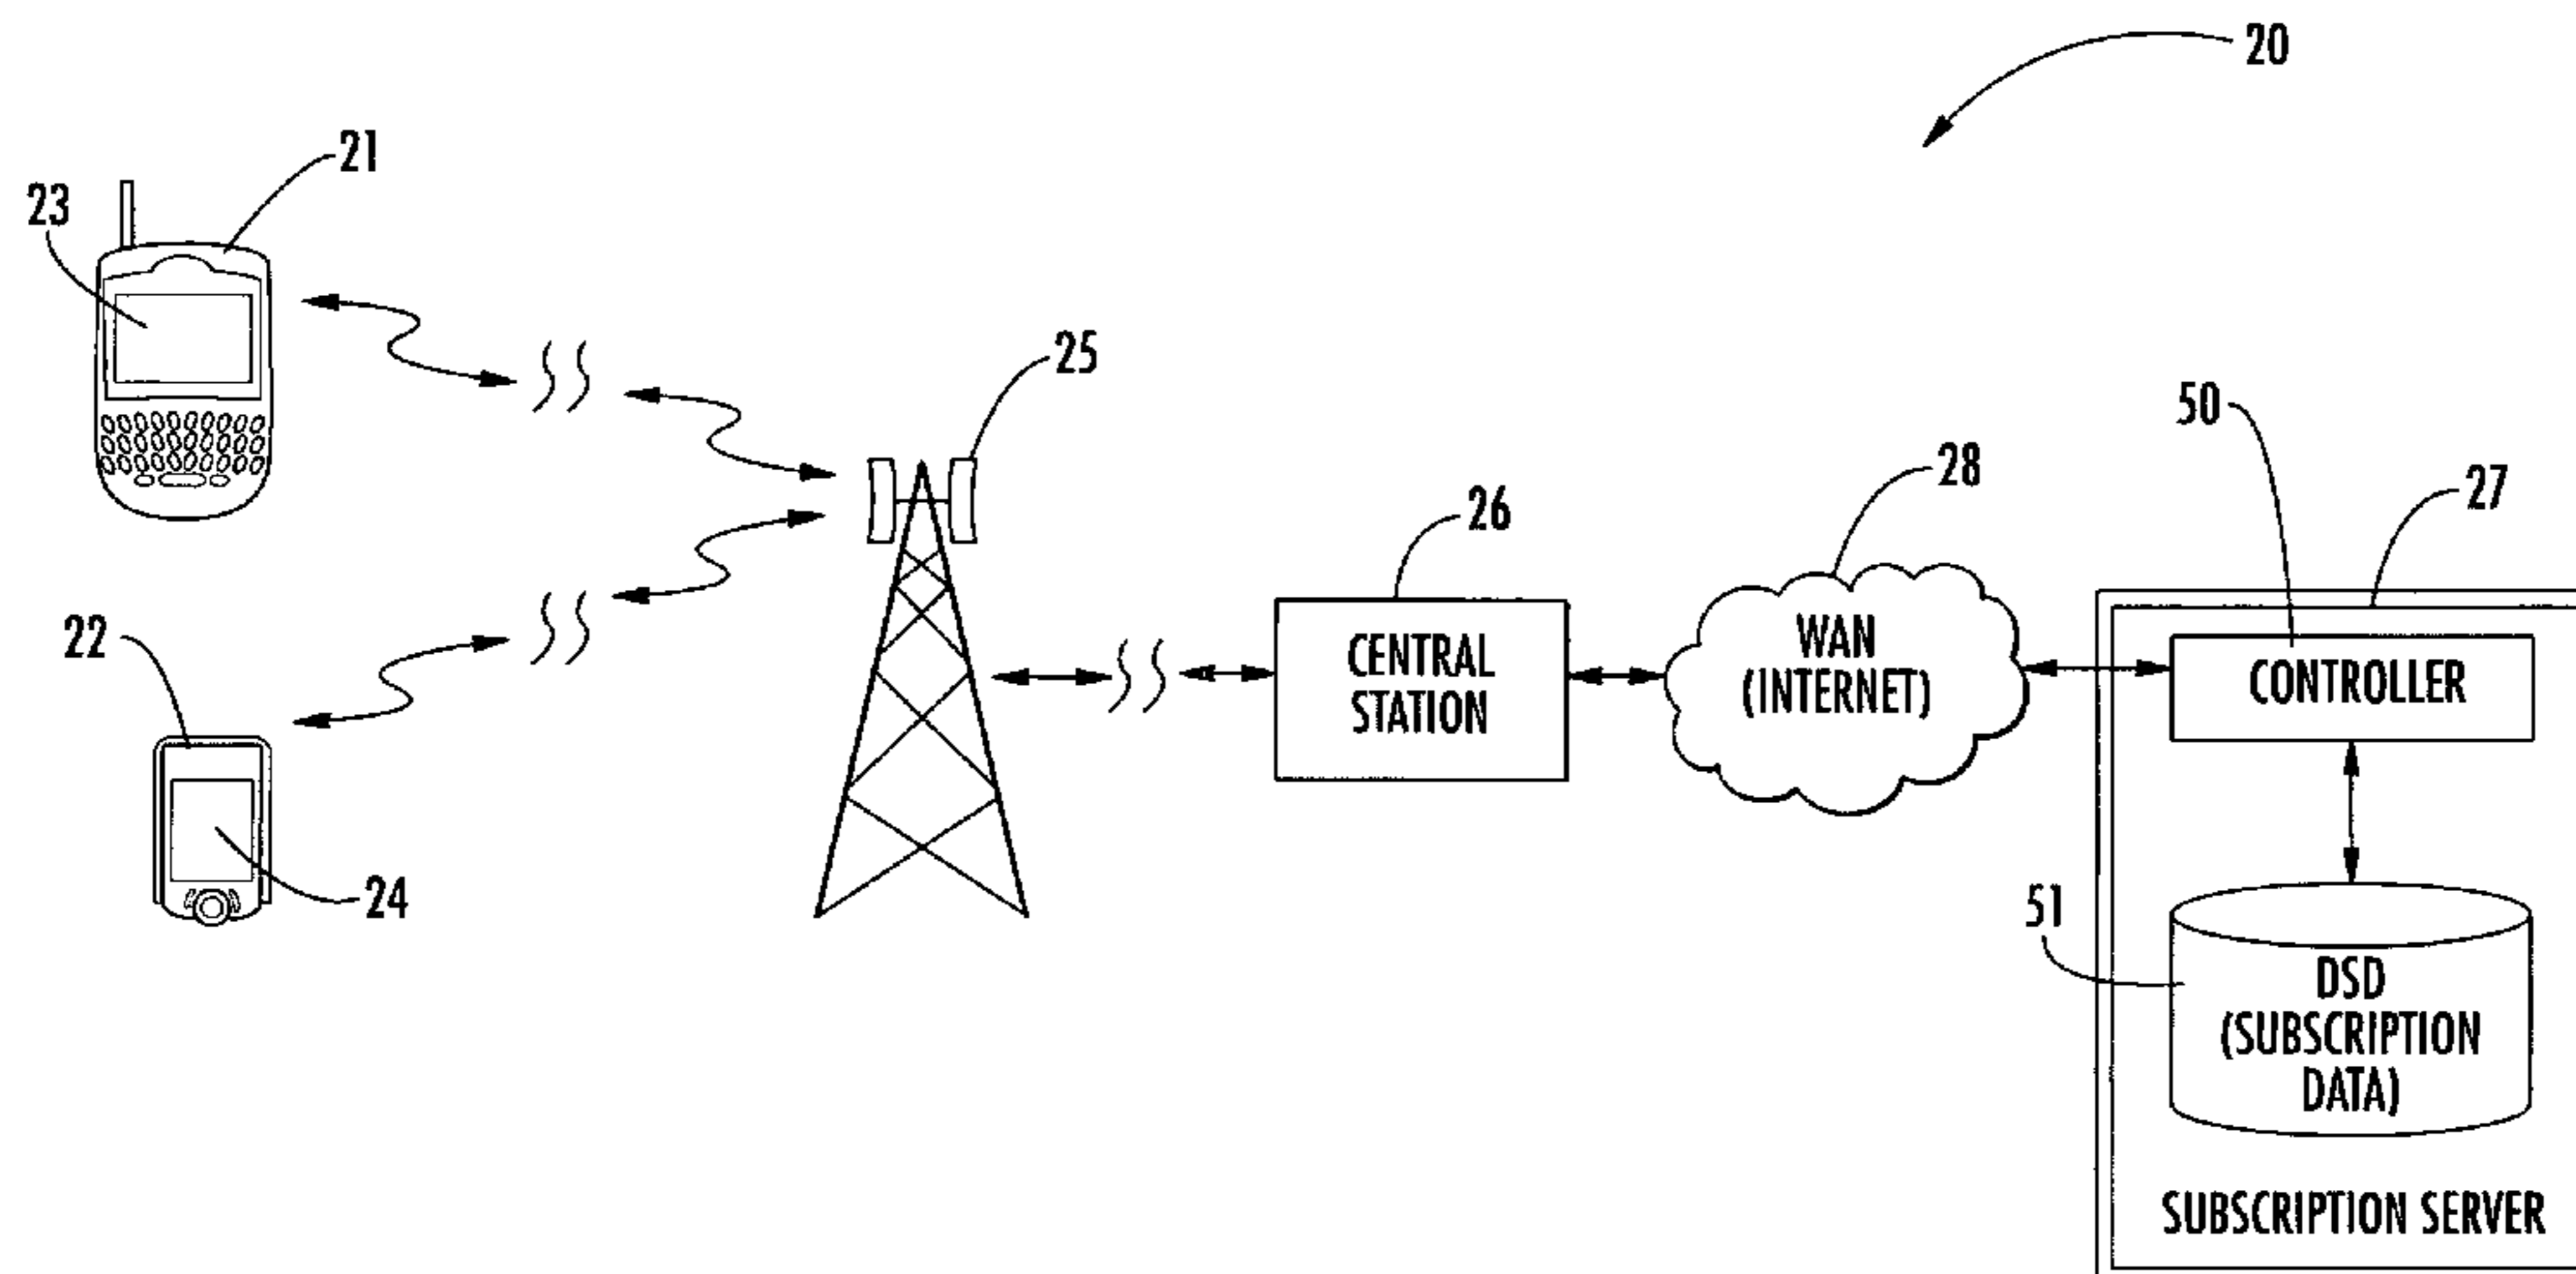 20
21
23
25
50
28
27
26
CENTRAL
STATION
WAN
(INTERNET)
CONTROLLER
22
24
51
DSD
(SUBSCRIPTION
DATA)
SUBSCRIPTION SERVER